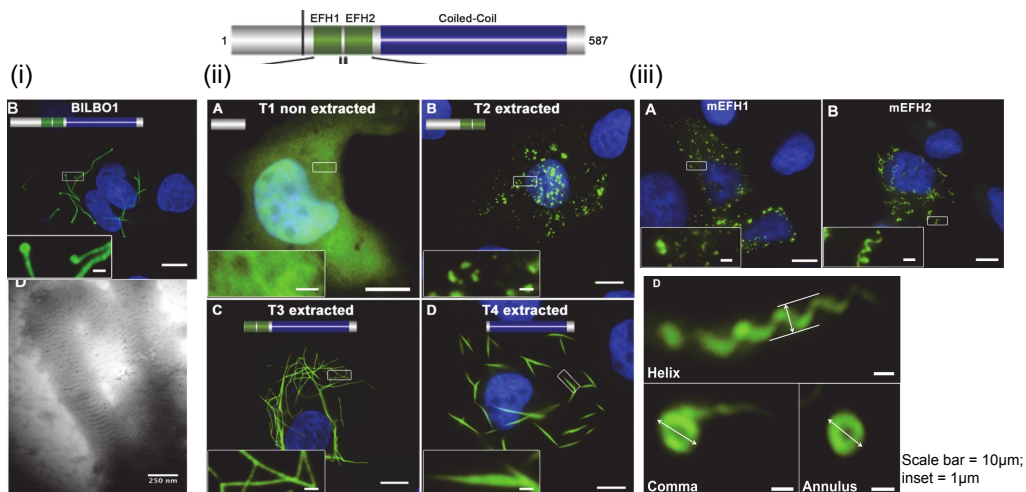 EFH1 EFH2 Coiled-Coil
1 587
(i) (ii) (iii)
B BILBO1
A T1 non extracted
B T2 extracted
A mEFH1
B mEFH2
D
250 nm
C T3 extracted
D T4 extracted
D
Helix
Comma
Annulus
Scale bar = 10µm;
inset = 1µm